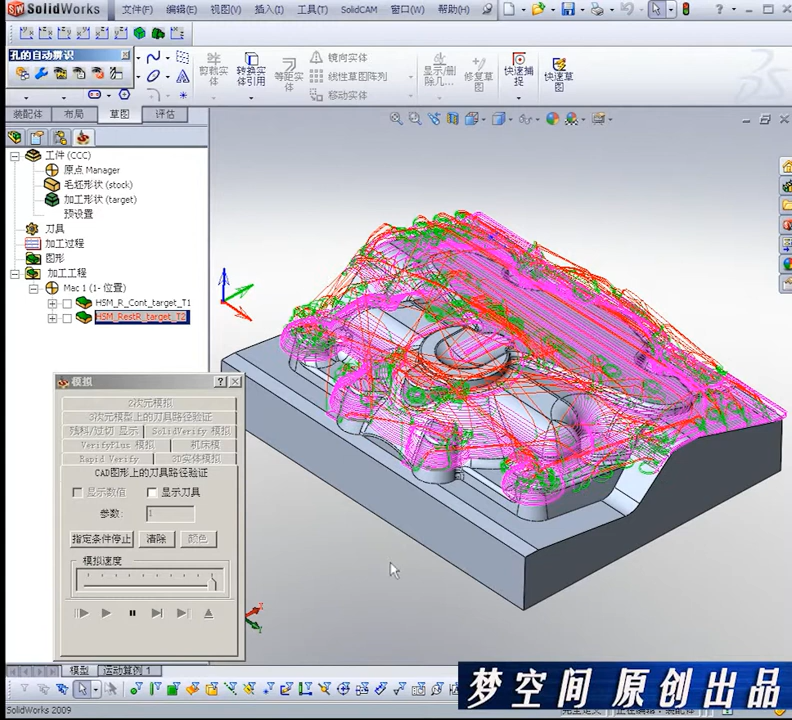 SolidWorks 文件(F) 编辑(E) 视图(V) 插入(I) 工具(T) SolidCAM 窗口(W) 帮助(H)
孔的自动辨识
剪裁实体 转换实体引用 等距实体 镜向实体 线性草图阵列 移动实体 显示/删除几... 修复草图 快速捕捉 快速草图
装配体 布局 草图 评估
工件 (CCC)
原点 Manager
毛坯形状 (stock)
加工形状 (target)
预设置
刀具
加工过程
图形
加工工程
Mac 1 (1- 位置)
HSM_R_Cont_target_T1
HSM_RestR_target_T2
模拟
2次元模拟
3次元模型上的刀具路径验证
残料/过切 显示 SolidVerify 模拟
VerifyPlus 模拟 机床模
Rapid Verify 3D实体模拟
CAD图形上的刀具路径验证
显示数值 显示刀具
参数: 1
指定条件停止 清除 颜色
模拟速度
模型 运动算例 1
梦空间 原创出品
SolidWorks 2009